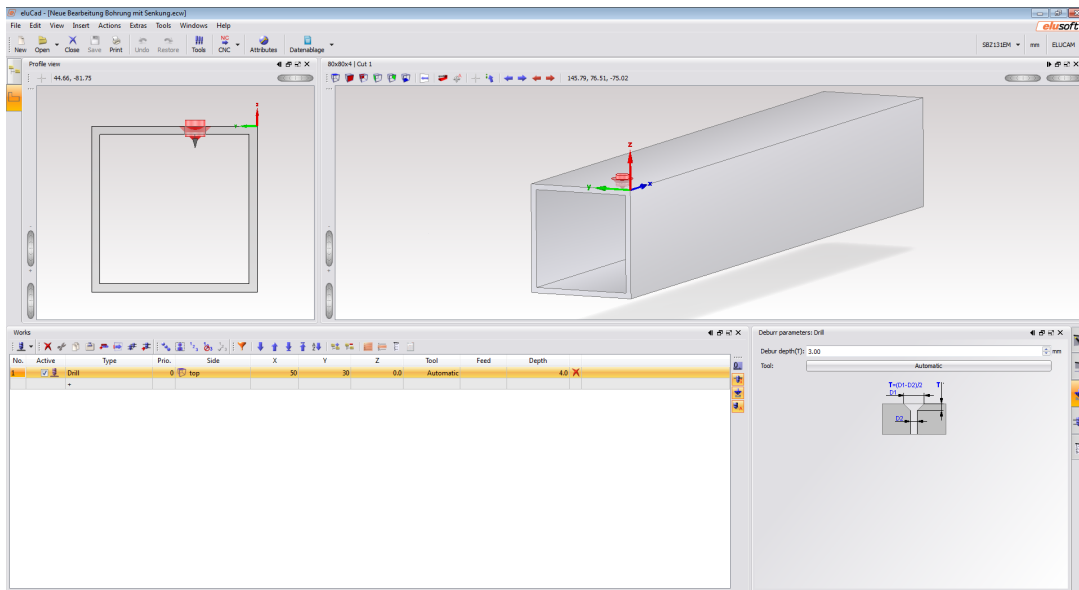 eluCad - [Neue Bearbeitung Bohrung mit Senkung.ecw]
File Edit View Insert Actions Extras Tools Windows Help
elusoft
New Open Close Save Print Undo Restore Tools CNC Attributes Datenablage
NC
SBZ131EM mm ELUCAM
Profile view
80x80x4 | Cut 1
44.66, -81.75
145.79, 76.51, -75.02
z
Y
z
Y
x
Works
Deburr parameters: Drill
Debur depth(T): 3.00 mm
Tool: Automatic
No. Active Type Prio. Side X Y Z Tool Feed Depth
1 Drill 0 top 50 30 0.0 Automatic 4.0
+
T=(D1-D2)/2 T
D1
D2